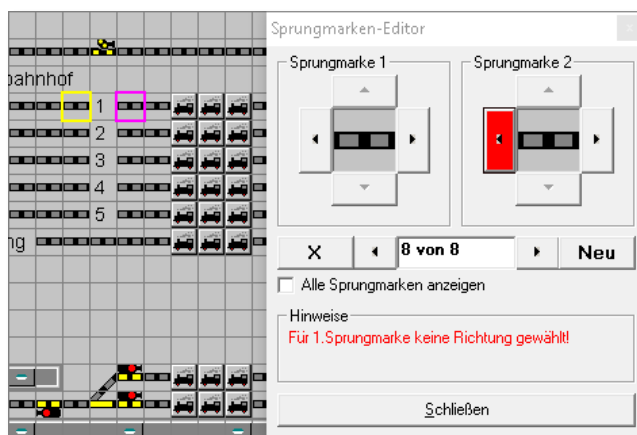 Sprungmarken-Editor
Sprungmarke 1
Sprungmarke 2
bahnhof
1
2
3
4
5
ng
X
8 von 8
Neu
Alle Sprungmarken anzeigen
Hinweise
Für 1.Sprungmarke keine Richtung gewählt!
Schließen